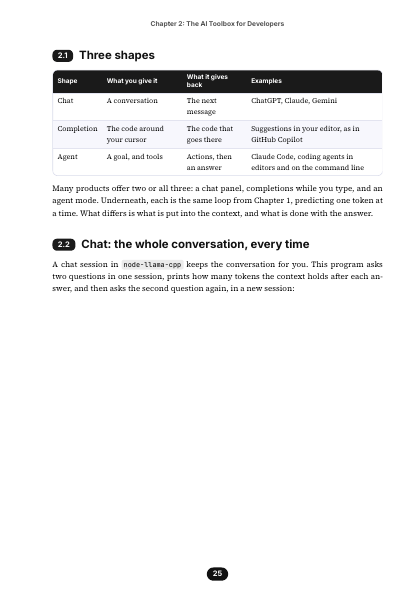 Chapter 2: The AI Toolbox for Developers
2.1 Three shapes
Shape What you give it What it gives back Examples
Chat A conversation The next message ChatGPT, Claude, Gemini
Completion The code around your cursor The code that goes there Suggestions in your editor, as in GitHub Copilot
Agent A goal, and tools Actions, then an answer Claude Code, coding agents in editors and on the command line
Many products offer two or all three: a chat panel, completions while you type, and an
agent mode. Underneath, each is the same loop from Chapter 1, predicting one token at
a time. What differs is what is put into the context, and what is done with the answer.
2.2 Chat: the whole conversation, every time
A chat session in node-llama-cpp keeps the conversation for you. This program asks
two questions in one session, prints how many tokens the context holds after each an-
swer, and then asks the second question again, in a new session:
25